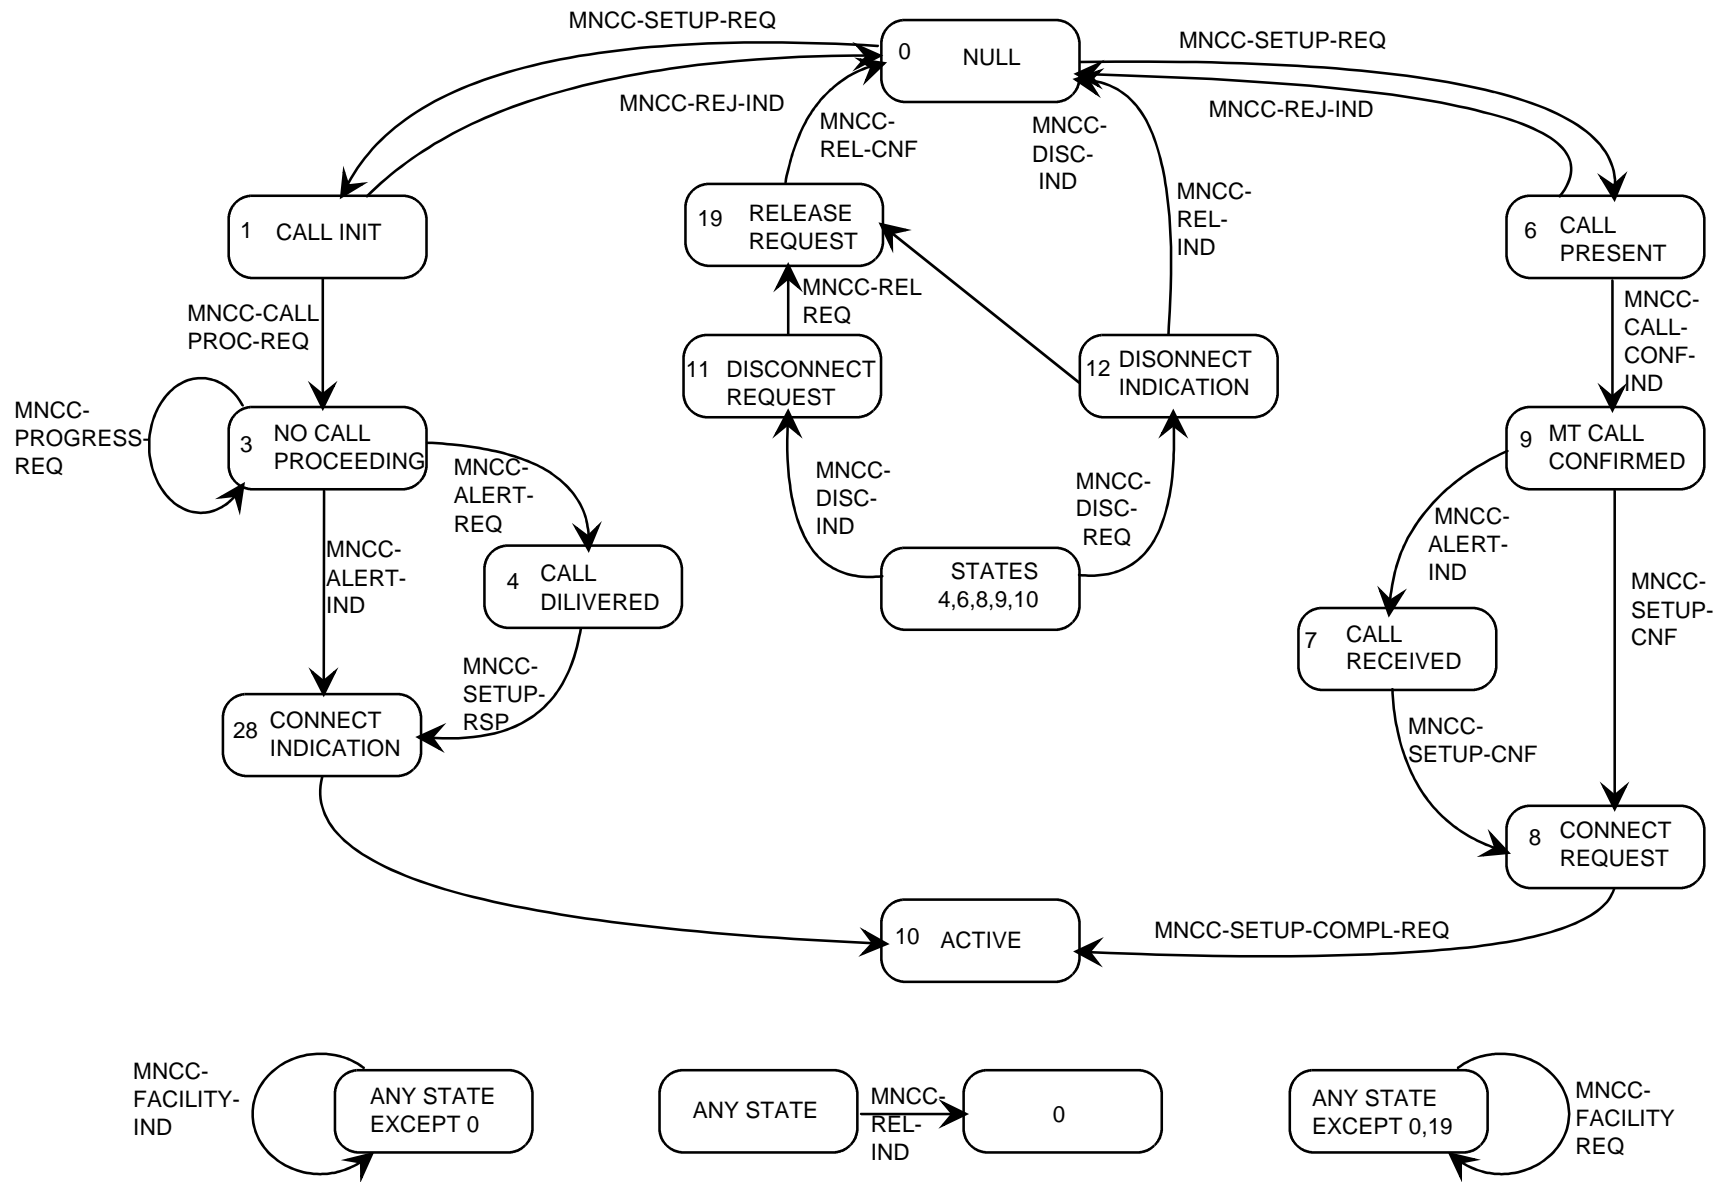 MNCC-SETUP-REQ
0 NULL
MNCC-SETUP-REQ
MNCC-REJ-IND
MNCC-
REL-CNF
MNCC-
DISC-
IND
MNCC-REJ-IND
MNCC-
REL-
IND
1 CALL INIT
19 RELEASE
REQUEST
6 CALL
PRESENT
MNCC-CALL
PROC-REQ
MNCC-REL
REQ
MNCC-
CALL-
CONF-
IND
11 DISCONNECT
REQUEST
12 DISONNECT
INDICATION
MNCC-
PROGRESS-
REQ
3 NO CALL
PROCEEDING
MNCC-
ALERT-
REQ
MNCC-
DISC-
IND
MNCC-
DISC-
REQ
9 MT CALL
CONFIRMED
MNCC-
ALERT-
IND
4 CALL
DILIVERED
STATES
4,6,8,9,10
MNCC-
ALERT-
IND
MNCC-
SETUP-
CNF
7 CALL
RECEIVED
MNCC-
SETUP-
RSP
28 CONNECT
INDICATION
MNCC-
SETUP-CNF
8 CONNECT
REQUEST
10 ACTIVE
MNCC-SETUP-COMPL-REQ
MNCC-
FACILITY-
IND
ANY STATE
EXCEPT 0
ANY STATE
MNCC-
REL-
IND
0
ANY STATE
EXCEPT 0,19
MNCC-
FACILITY
REQ